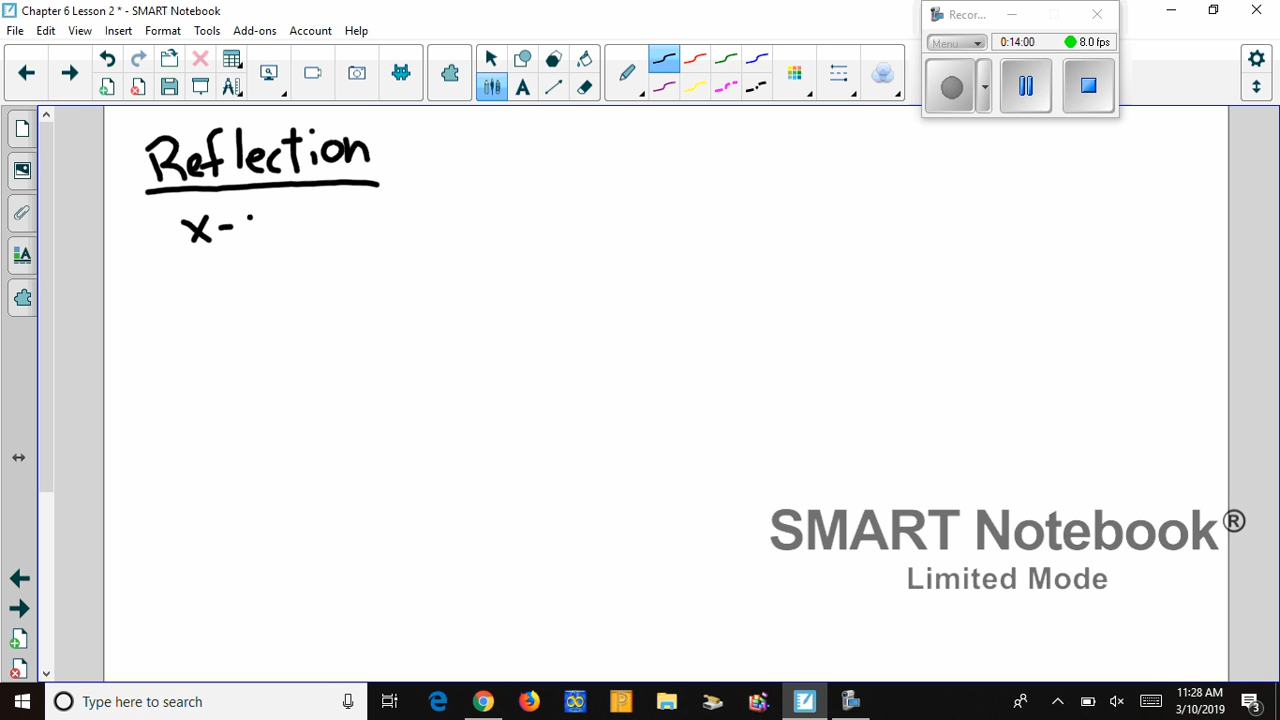 Chapter 6 Lesson 2 * - SMART Notebook
Recor...
File Edit View Insert Format Tools Add-ons Account Help
Menu 0:14:00 8.0 fps
Reflection
x-
SMART Notebook®
Limited Mode
Type here to search
11:28 AM
3/10/2019
3